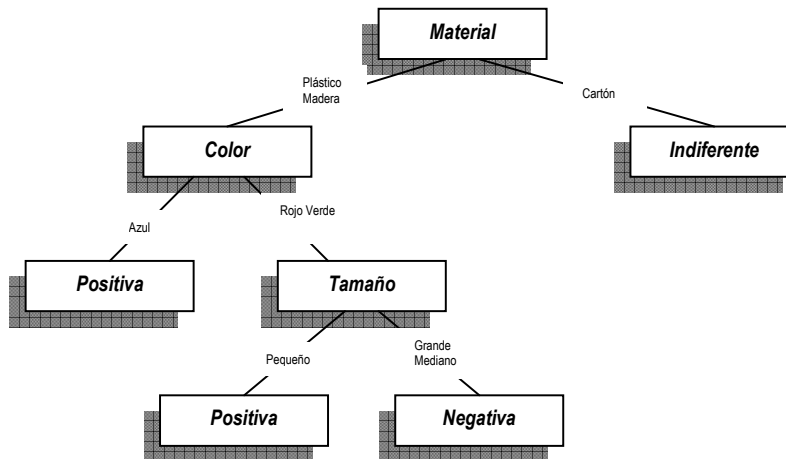 Material
Plástico
Madera
Cartón
Color
Indiferente
Azul
Rojo Verde
Positiva
Tamaño
Pequeño
Grande
Mediano
Positiva
Negativa